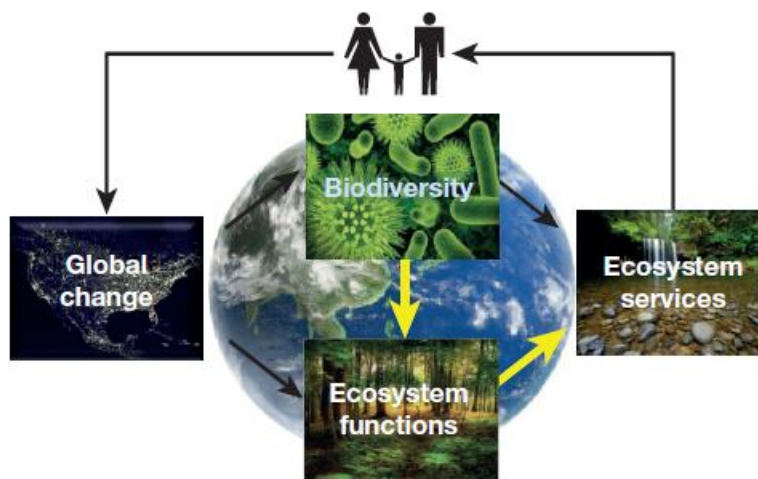 Biodiversity
Global
change
Ecosystem
services
Ecosystem
functions